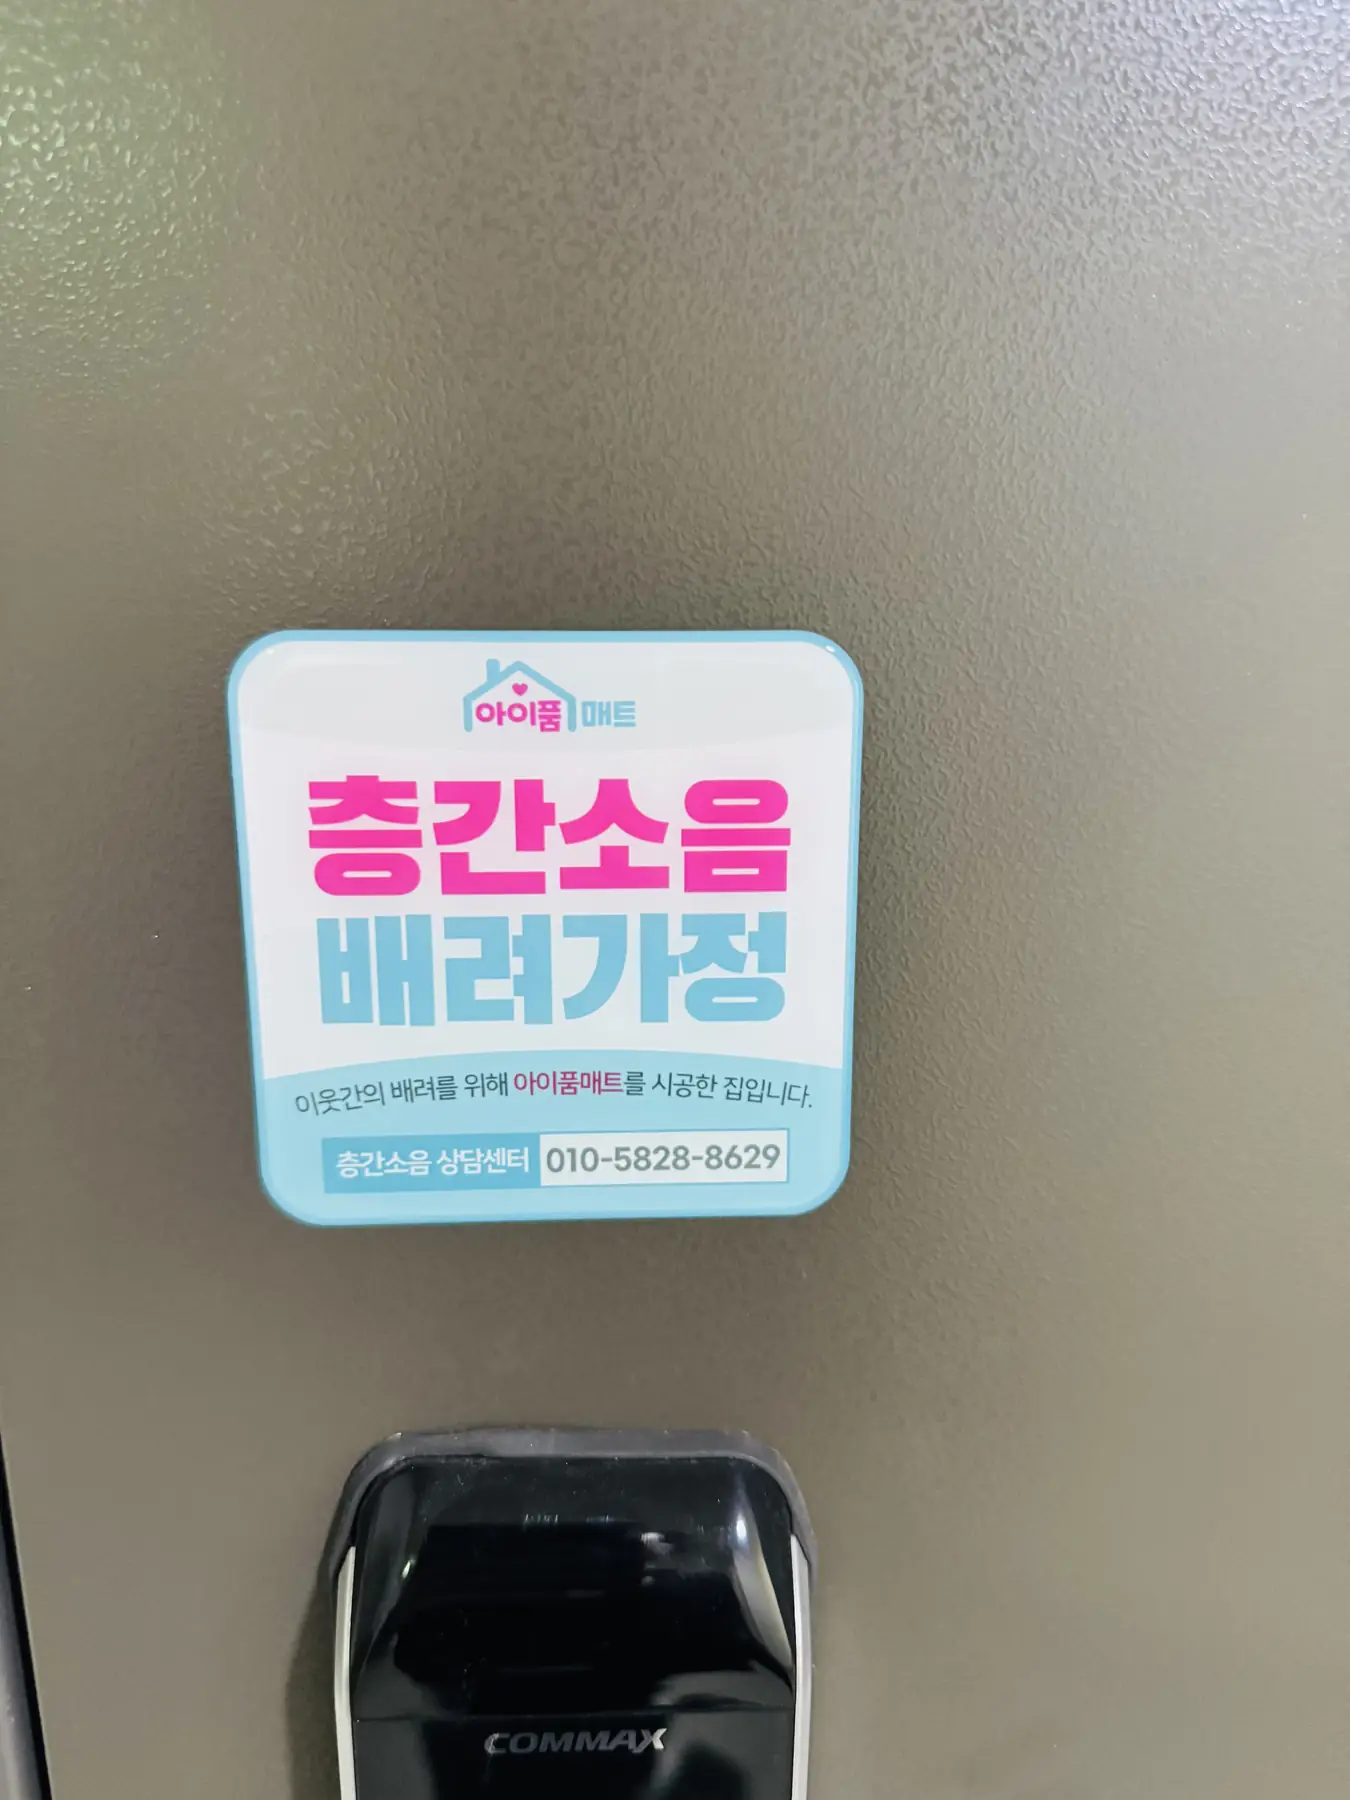 아이품매트
층간소음
배려가정
이웃간의 배려를 위해 아이품매트를 시공한 집입니다.
층간소음 상담센터 010-5828-8629
COMMAX